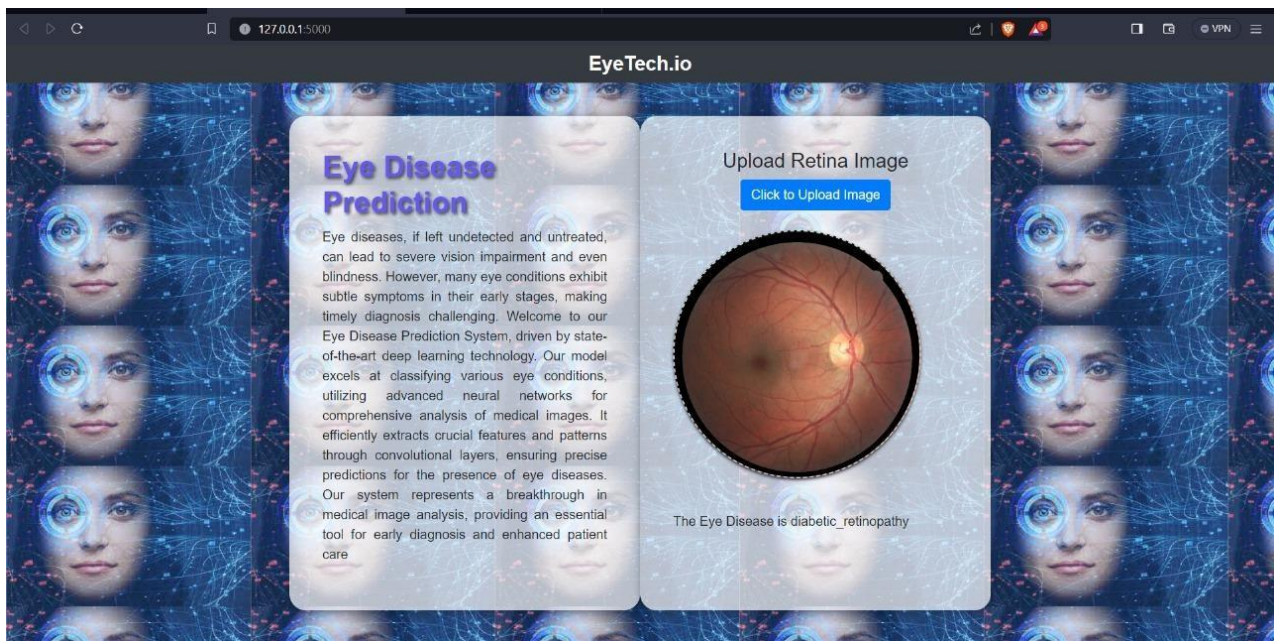 127.0.0.1:5000
VPN
EyeTech.io
Eye Disease
Prediction
Eye diseases, if left undetected and untreated,
can lead to severe vision impairment and even
blindness. However, many eye conditions exhibit
subtle symptoms in their early stages, making
timely diagnosis challenging. Welcome to our
Eye Disease Prediction System, driven by state-
of-the-art deep learning technology. Our model
excels at classifying various eye conditions,
utilizing advanced neural networks for
comprehensive analysis of medical images. It
efficiently extracts crucial features and patterns
through convolutional layers, ensuring precise
predictions for the presence of eye diseases.
Our system represents a breakthrough in
medical image analysis, providing an essential
tool for early diagnosis and enhanced patient
care
Upload Retina Image
Click to Upload Image
The Eye Disease is diabetic_retinopathy